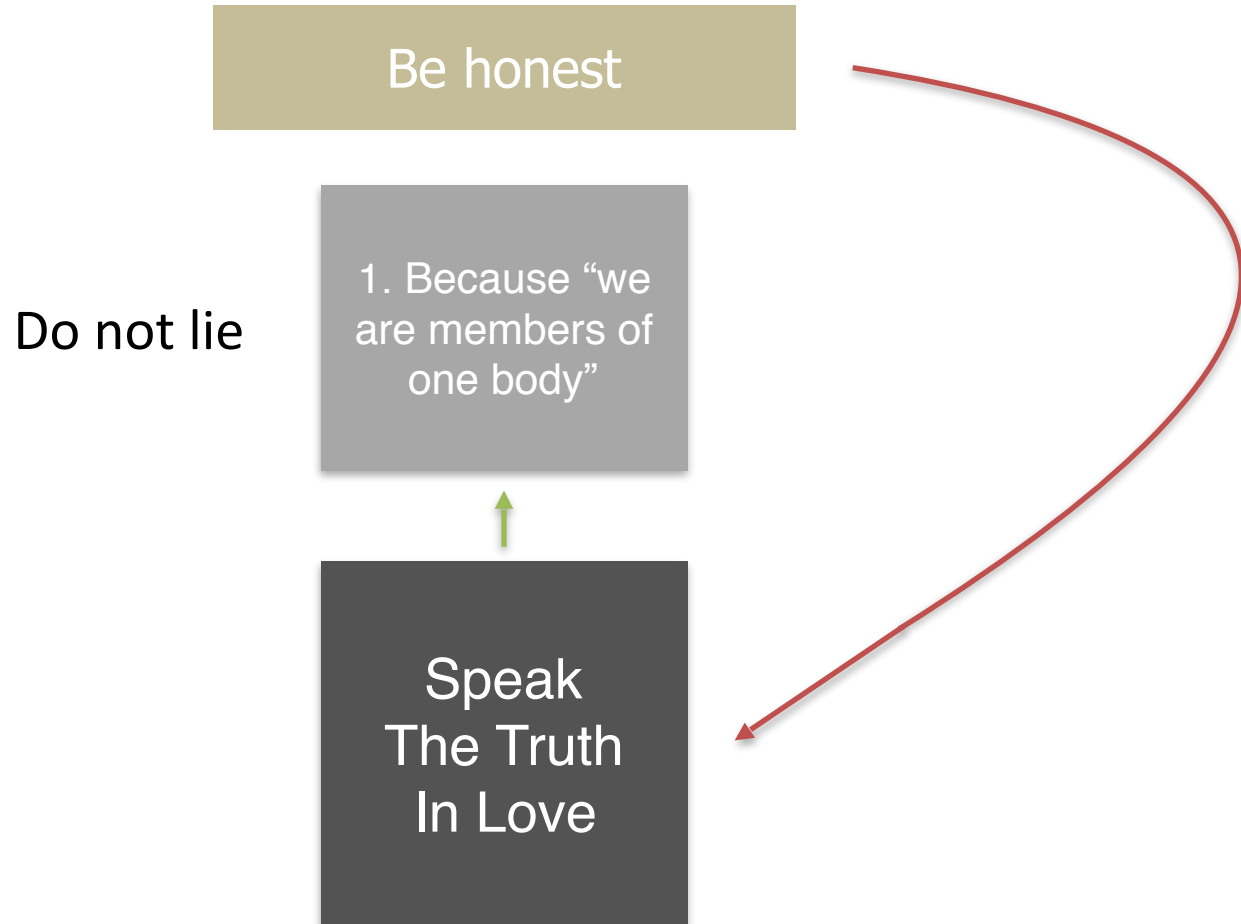 Be honest
Do not lie
1. Because “we
are members of
one body”
Speak
The Truth
In Love